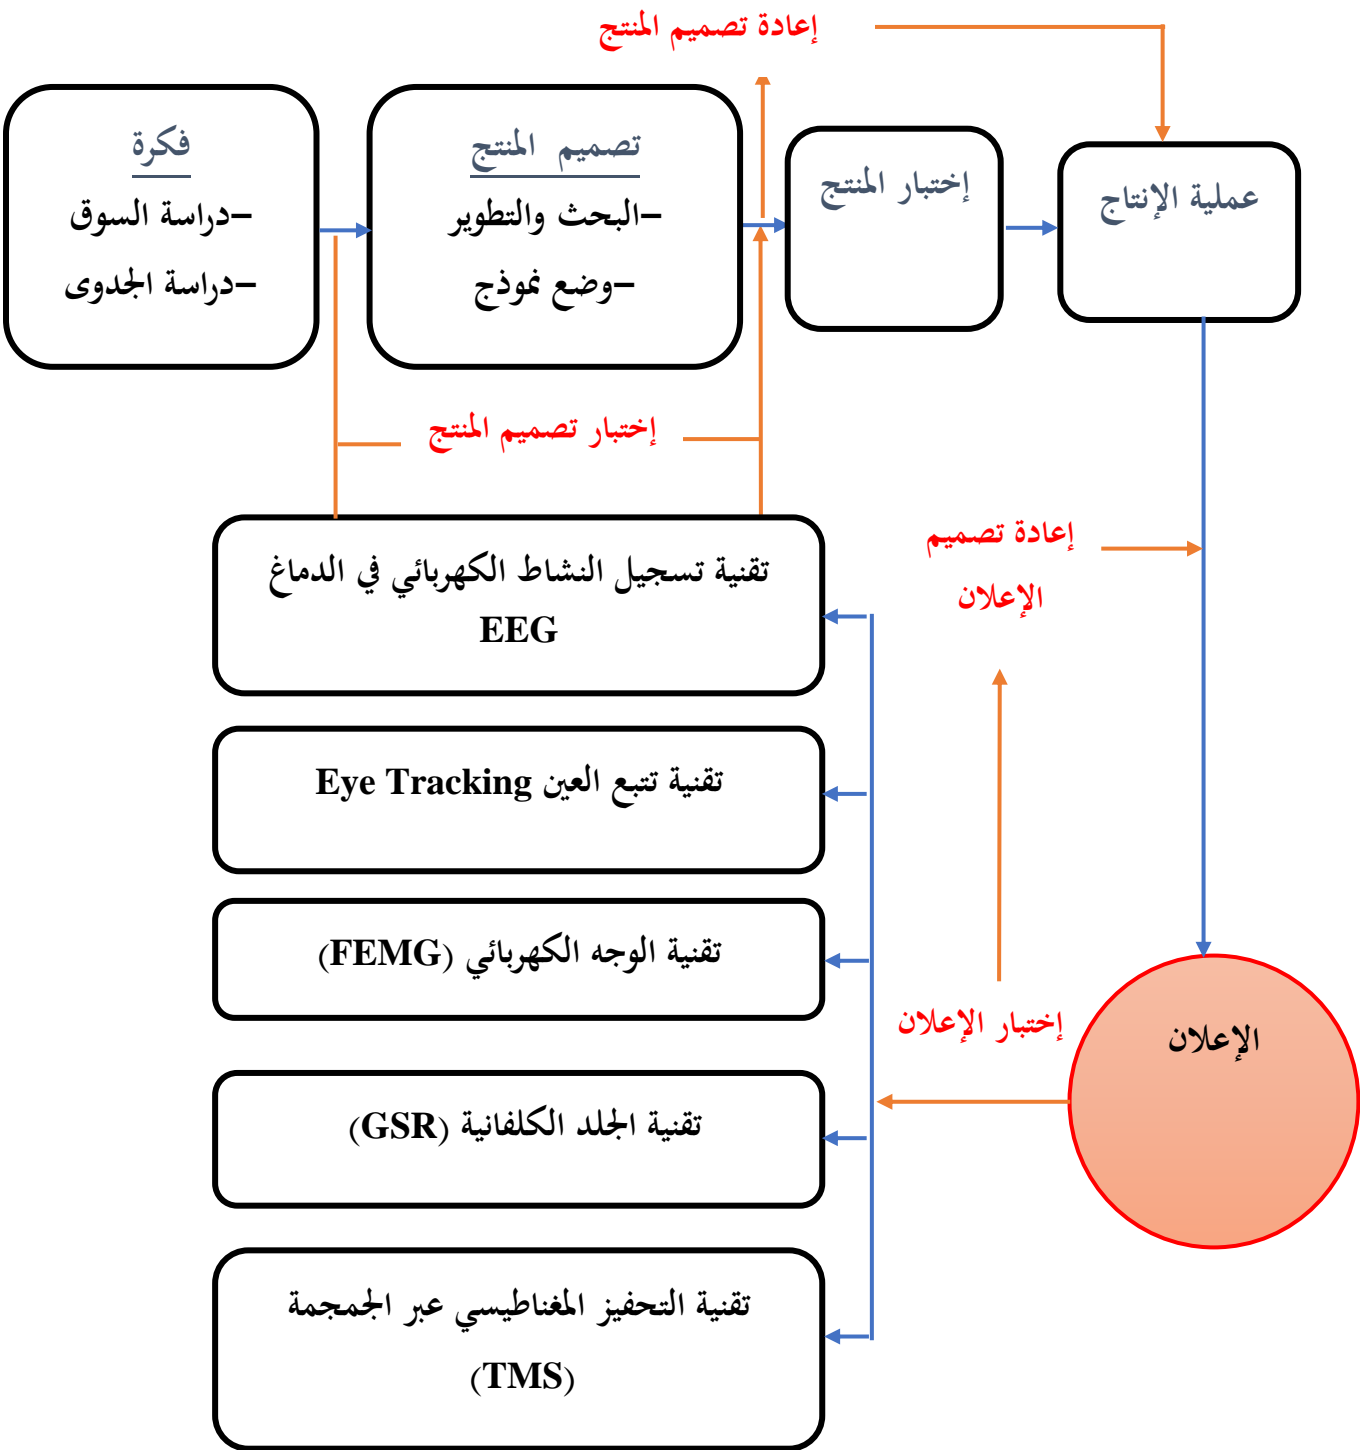 إعادة تصميم المنتج
فكرة
–دراسة السوق
–دراسة الجدوى
تصميم المنتج
–البحث والتطوير
–وضع نموذج
إختبار المنتج
عملية الإنتاج
إختبار تصميم المنتج
تقنية تسجيل النشاط الكهربائي في الدماغ
EEG
إعادة تصميم
الإعلان
تقنية تتبع العين Eye Tracking
تقنية الوجه الكهربائي (FEMG)
إختبار الإعلان
الإعلان
تقنية الجلد الكلفانية (GSR)
تقنية التحفيز المغناطيسي عبر الجمجمة
(TMS)